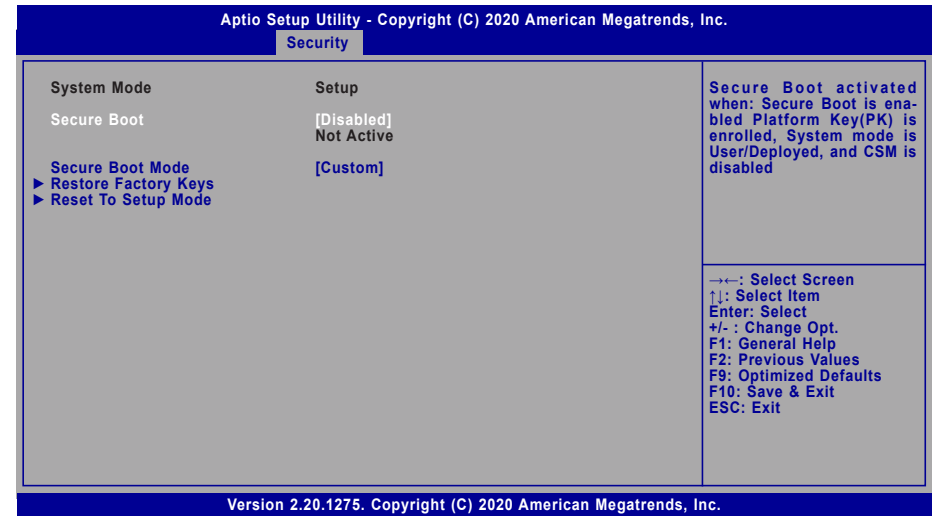 Aptio Setup Utility - Copyright (C) 2020 American Megatrends, Inc.
Security
System Mode Setup
Secure Boot [Disabled]
Not Active
Secure Boot Mode [Custom]
▶ Restore Factory Keys
▶ Reset To Setup Mode
Secure Boot activated
when: Secure Boot is ena-
bled Platform Key(PK) is
enrolled, System mode is
User/Deployed, and CSM is
disabled
→←: Select Screen
↑↓: Select Item
Enter: Select
+/- : Change Opt.
F1: General Help
F2: Previous Values
F9: Optimized Defaults
F10: Save & Exit
ESC: Exit
Version 2.20.1275. Copyright (C) 2020 American Megatrends, Inc.